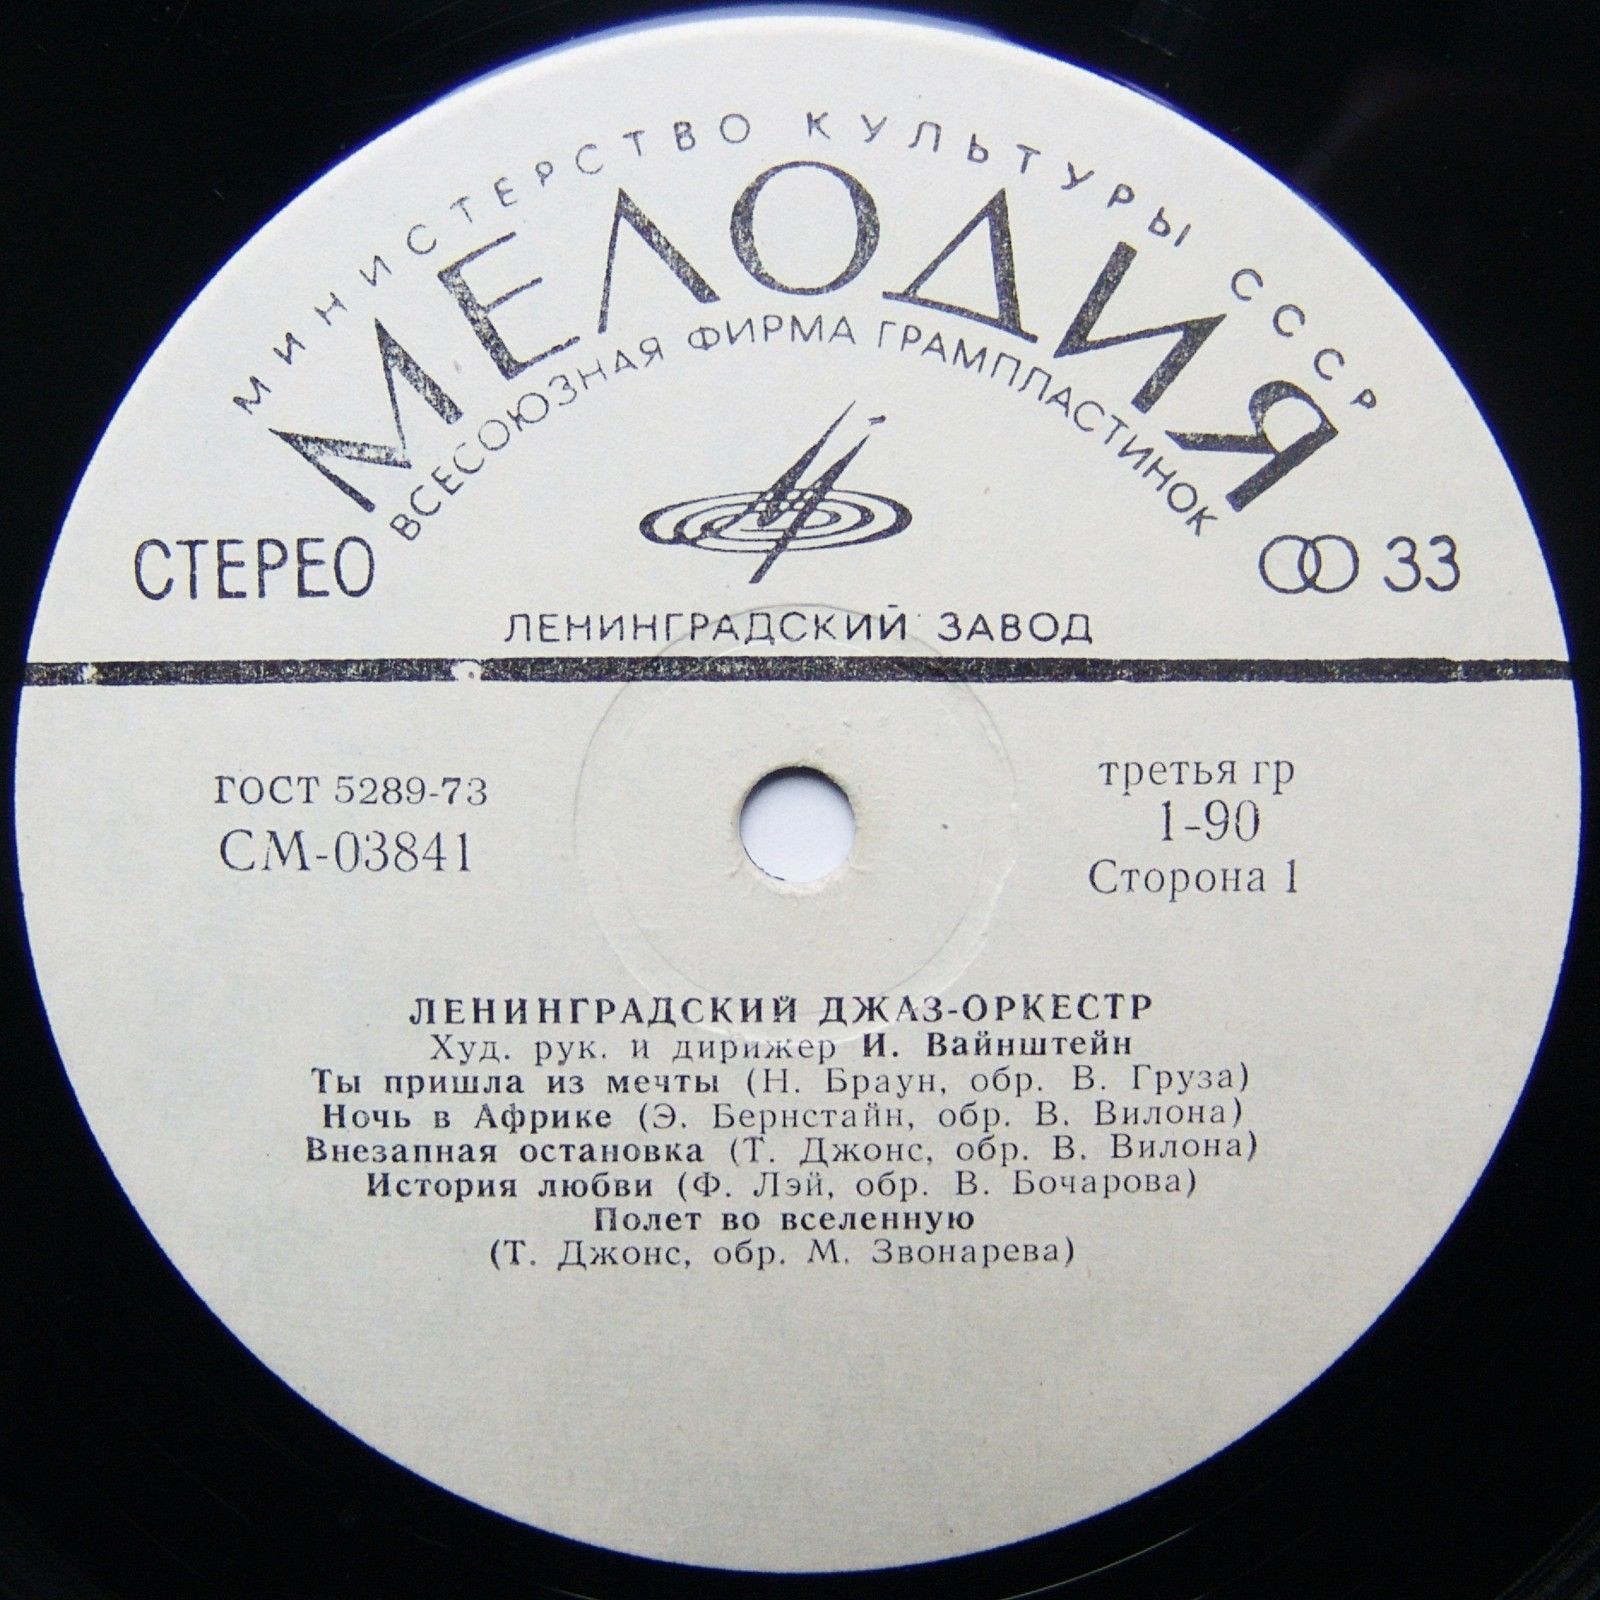 МИНИСТЕРСТВО КУЛЬТУРЫ СССР
МЕЛОДИЯ
ВСЕСОЮЗНАЯ ФИРМА ГРАМПЛАСТИНОК
СТЕРЕО
33
ЛЕНИНГРАДСКИЙ ЗАВОД
ГОСТ 5289-73
СМ-03841
третья гр
1-90
Сторона 1
ЛЕНИНГРАДСКИЙ ДЖАЗ-ОРКЕСТР
Худ. рук. и дирижер И. Вайнштейн
Ты пришла из мечты (Н. Браун, обр. В. Груза)
Ночь в Африке (Э. Бернстайн, обр. В. Вилона)
Внезапная остановка (Т. Джонс, обр. В. Вилона)
История любви (Ф. Лэй, обр. В. Бочарова)
Полет во вселенную
(Т. Джонс, обр. М. Звонарева)